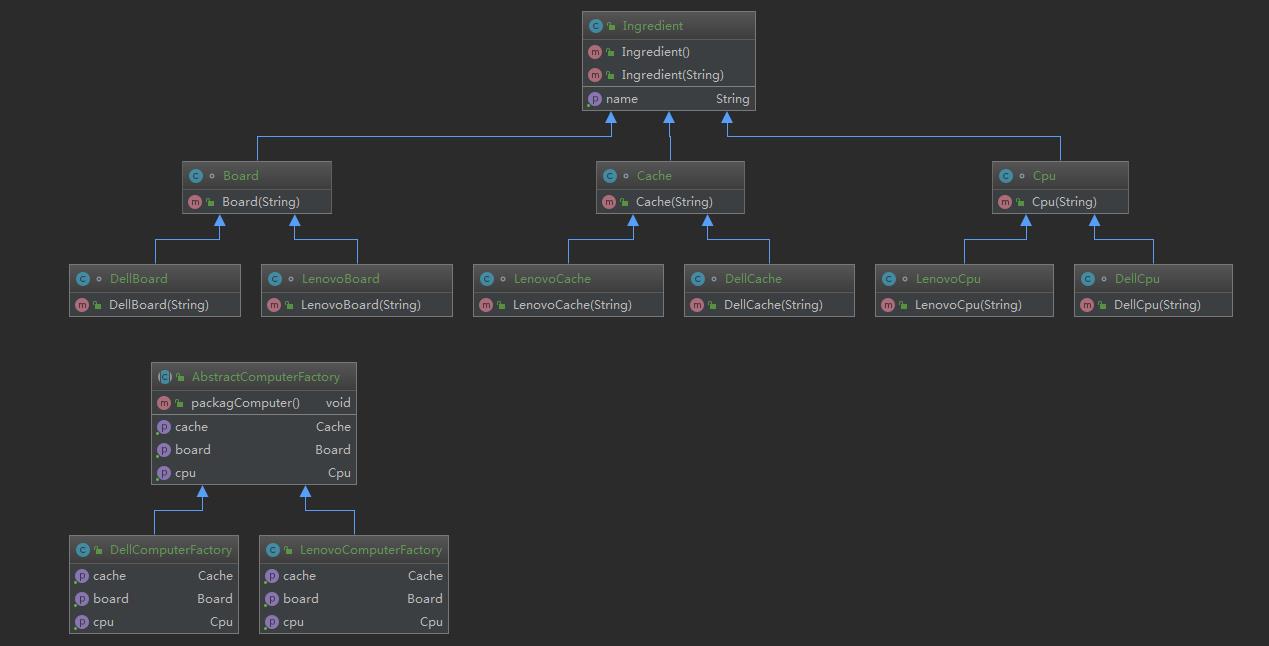 Ingredient
Ingredient()
Ingredient(String)
name String
Board
Board(String)
Cache
Cache(String)
Cpu
Cpu(String)
DellBoard
DellBoard(String)
LenovoBoard
LenovoBoard(String)
LenovoCache
LenovoCache(String)
DellCache
DellCache(String)
LenovoCpu
LenovoCpu(String)
DellCpu
DellCpu(String)
AbstractComputerFactory
packagComputer() void
cache Cache
board Board
cpu Cpu
DellComputerFactory
cache Cache
board Board
cpu Cpu
LenovoComputerFactory
cache Cache
board Board
cpu Cpu